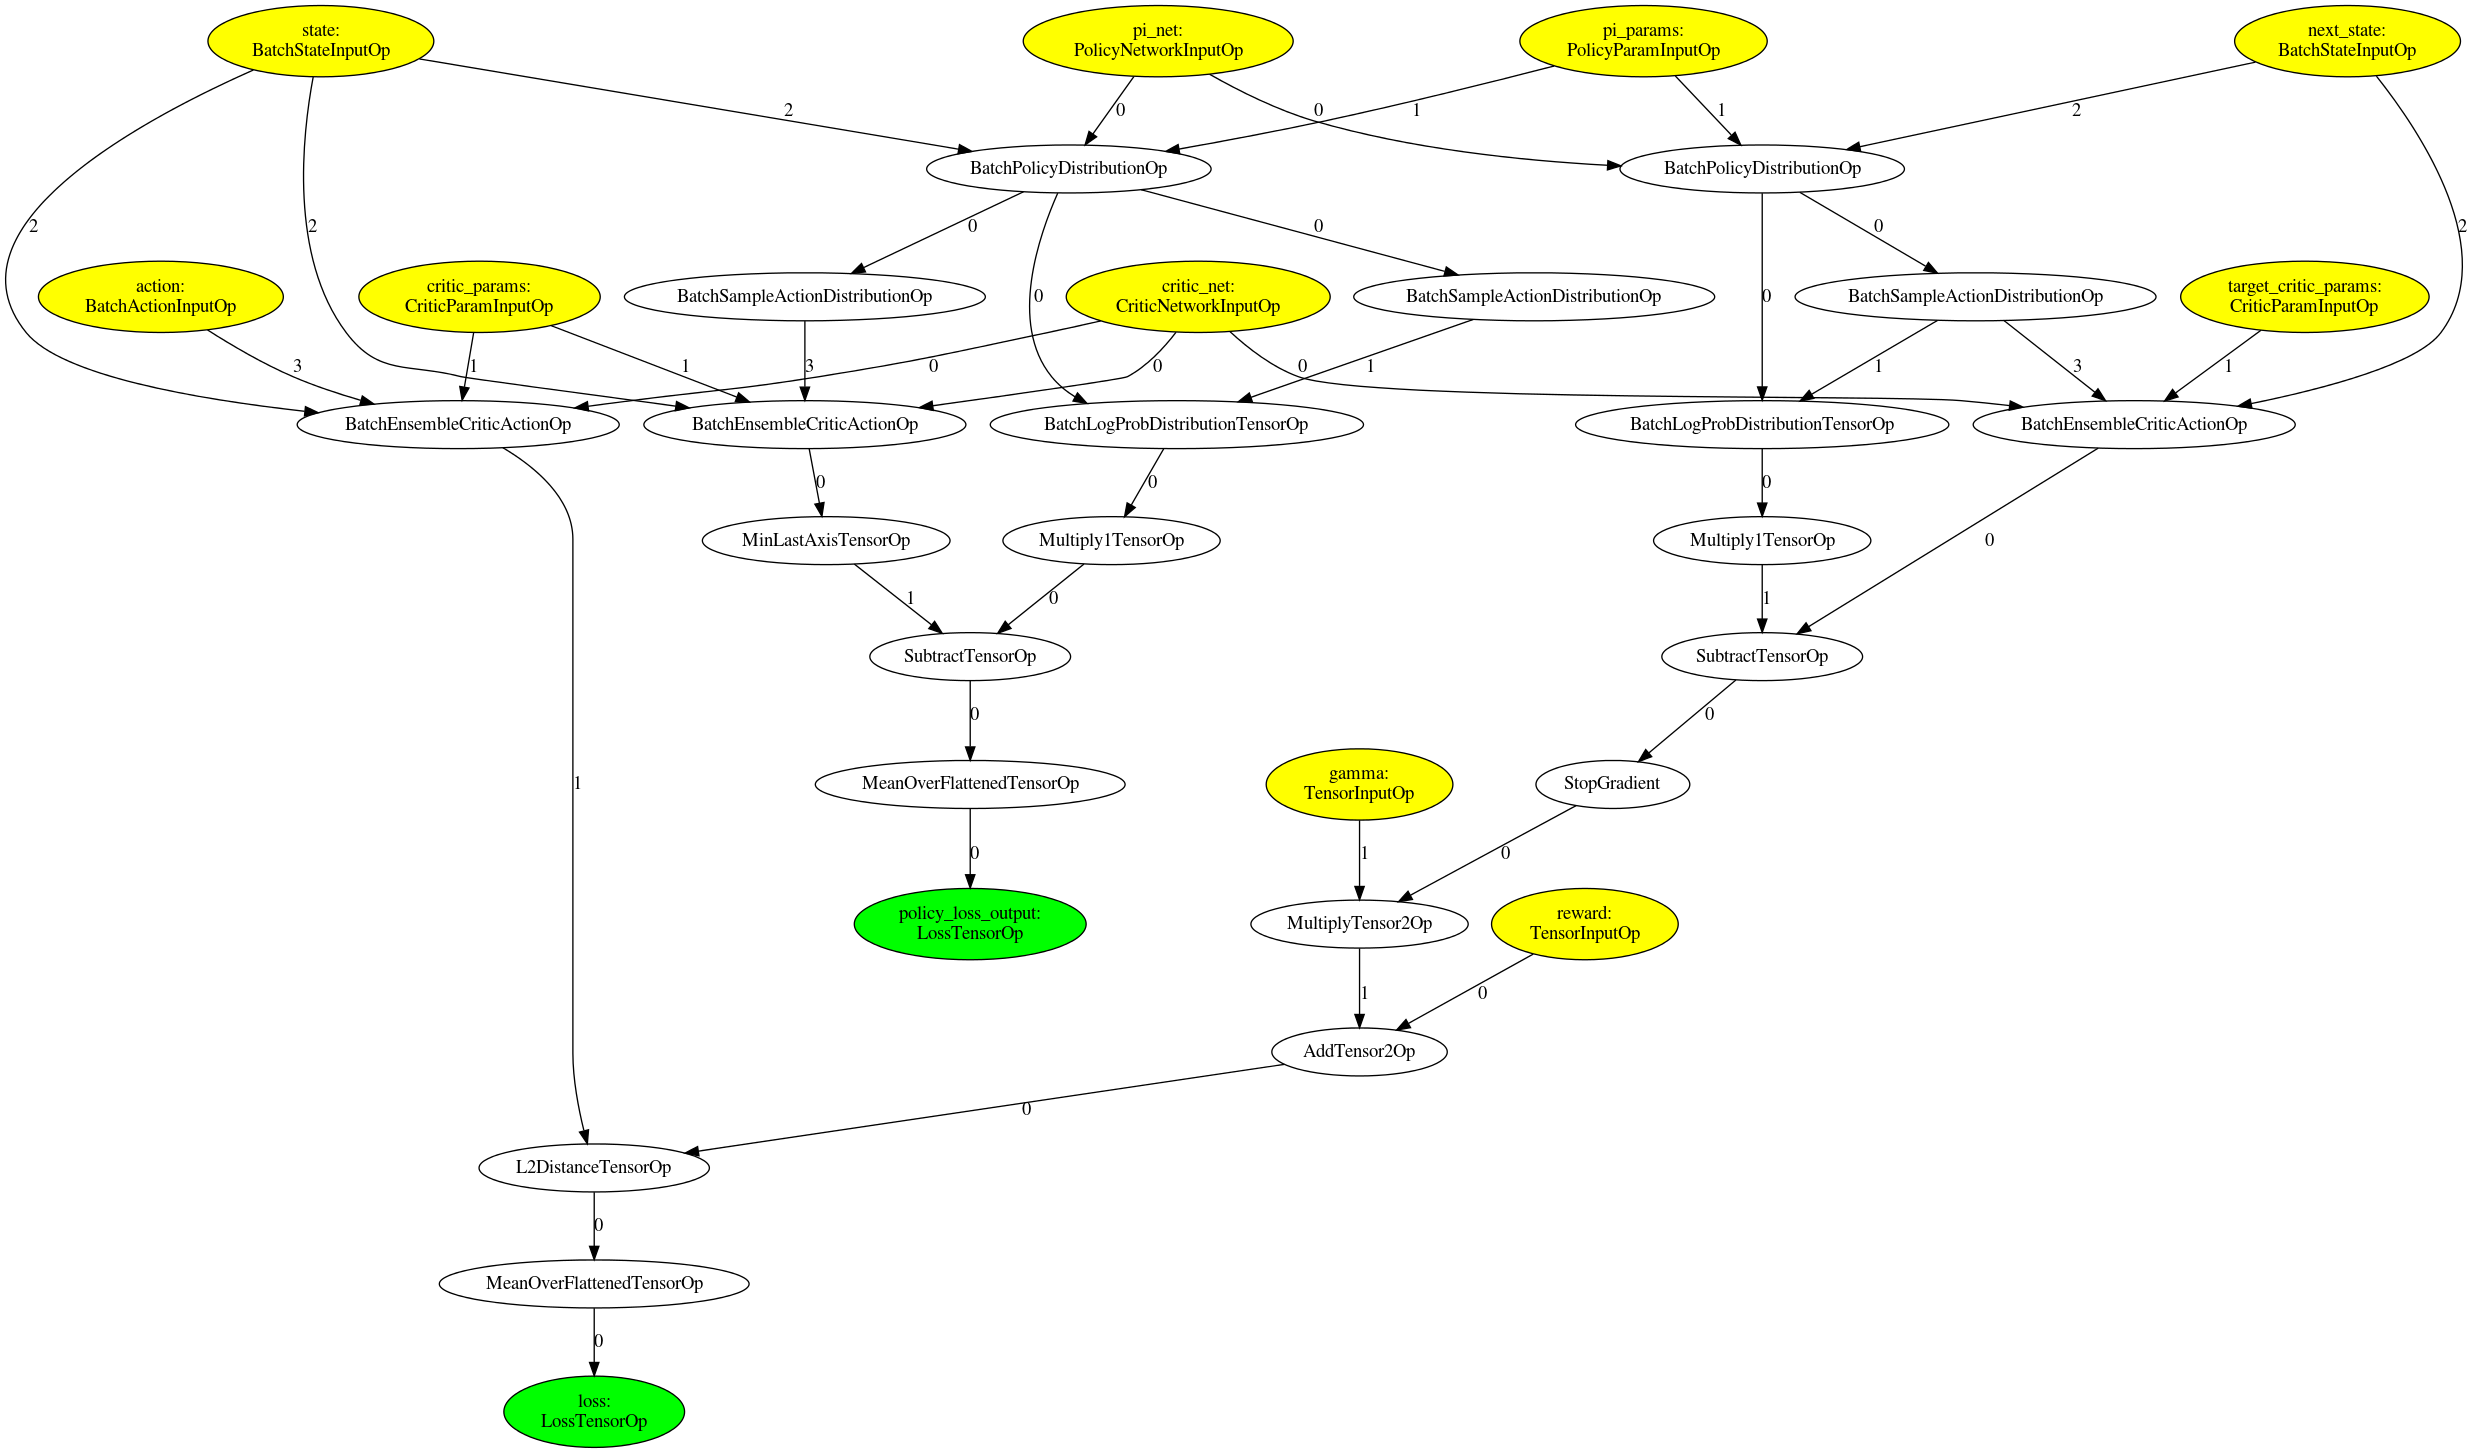 state:
BatchStateInputOp
pi_net:
PolicyNetworkInputOp
pi_params:
PolicyParamInputOp
next_state:
BatchStateInputOp
2
0
0
1
1
2
BatchPolicyDistributionOp
BatchPolicyDistributionOp
2
2
0
0
0
2
action:
BatchActionInputOp
critic_params:
CriticParamInputOp
BatchSampleActionDistributionOp
0
critic_net:
CriticNetworkInputOp
BatchSampleActionDistributionOp
0
BatchSampleActionDistributionOp
target_critic_params:
CriticParamInputOp
3
1
1
3
0
0
0
1
1
3
1
BatchEnsembleCriticActionOp
BatchEnsembleCriticActionOp
BatchLogProbDistributionTensorOp
BatchLogProbDistributionTensorOp
BatchEnsembleCriticActionOp
0
0
0
MinLastAxisTensorOp
Multiply1TensorOp
Multiply1TensorOp
0
1
0
1
SubtractTensorOp
SubtractTensorOp
0
0
1
MeanOverFlattenedTensorOp
gamma:
TensorInputOp
StopGradient
0
1
0
policy_loss_output:
LossTensorOp
MultiplyTensor2Op
reward:
TensorInputOp
1
0
AddTensor2Op
0
L2DistanceTensorOp
0
MeanOverFlattenedTensorOp
0
loss:
LossTensorOp